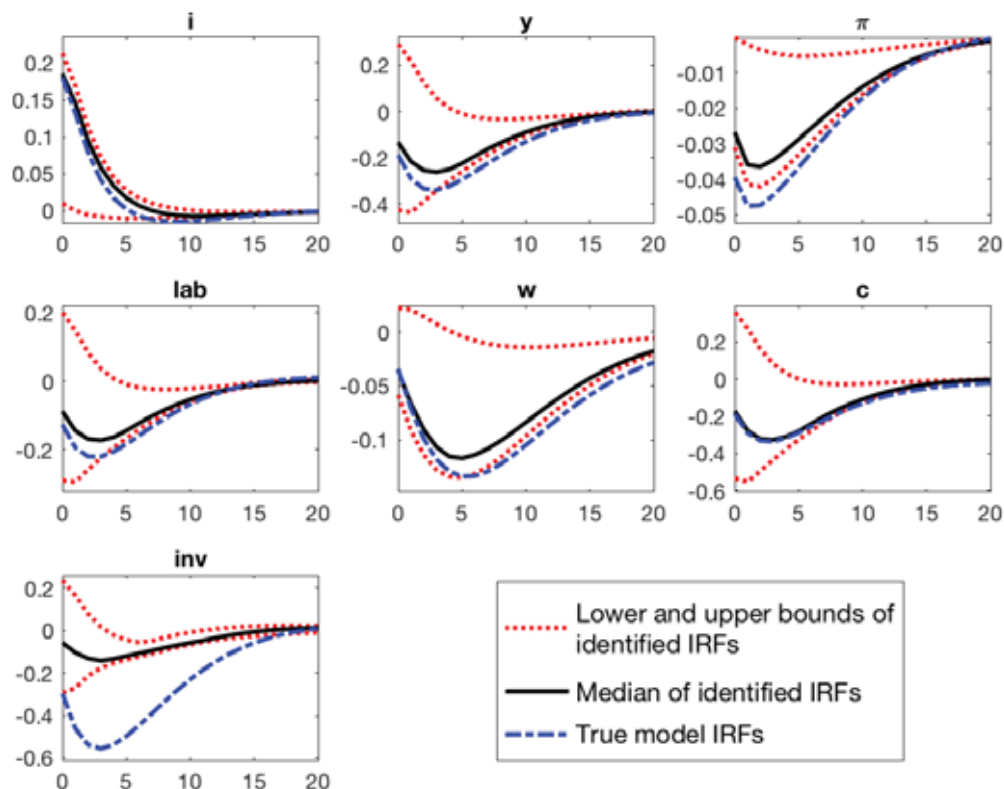 i
0.2
0.15
0.1
0.05
0
0 5 10 15 20
y
0.2
0
-0.2
-0.4
0 5 10 15 20
π
-0.01
-0.02
-0.03
-0.04
-0.05
0 5 10 15 20
lab
0.2
0
-0.2
0 5 10 15 20
w
0
-0.05
-0.1
0 5 10 15 20
c
0.2
0
-0.2
-0.4
-0.6
0 5 10 15 20
inv
0.2
0
-0.2
-0.4
-0.6
0 5 10 15 20
Lower and upper bounds of
identified IRFs
Median of identified IRFs
True model IRFs